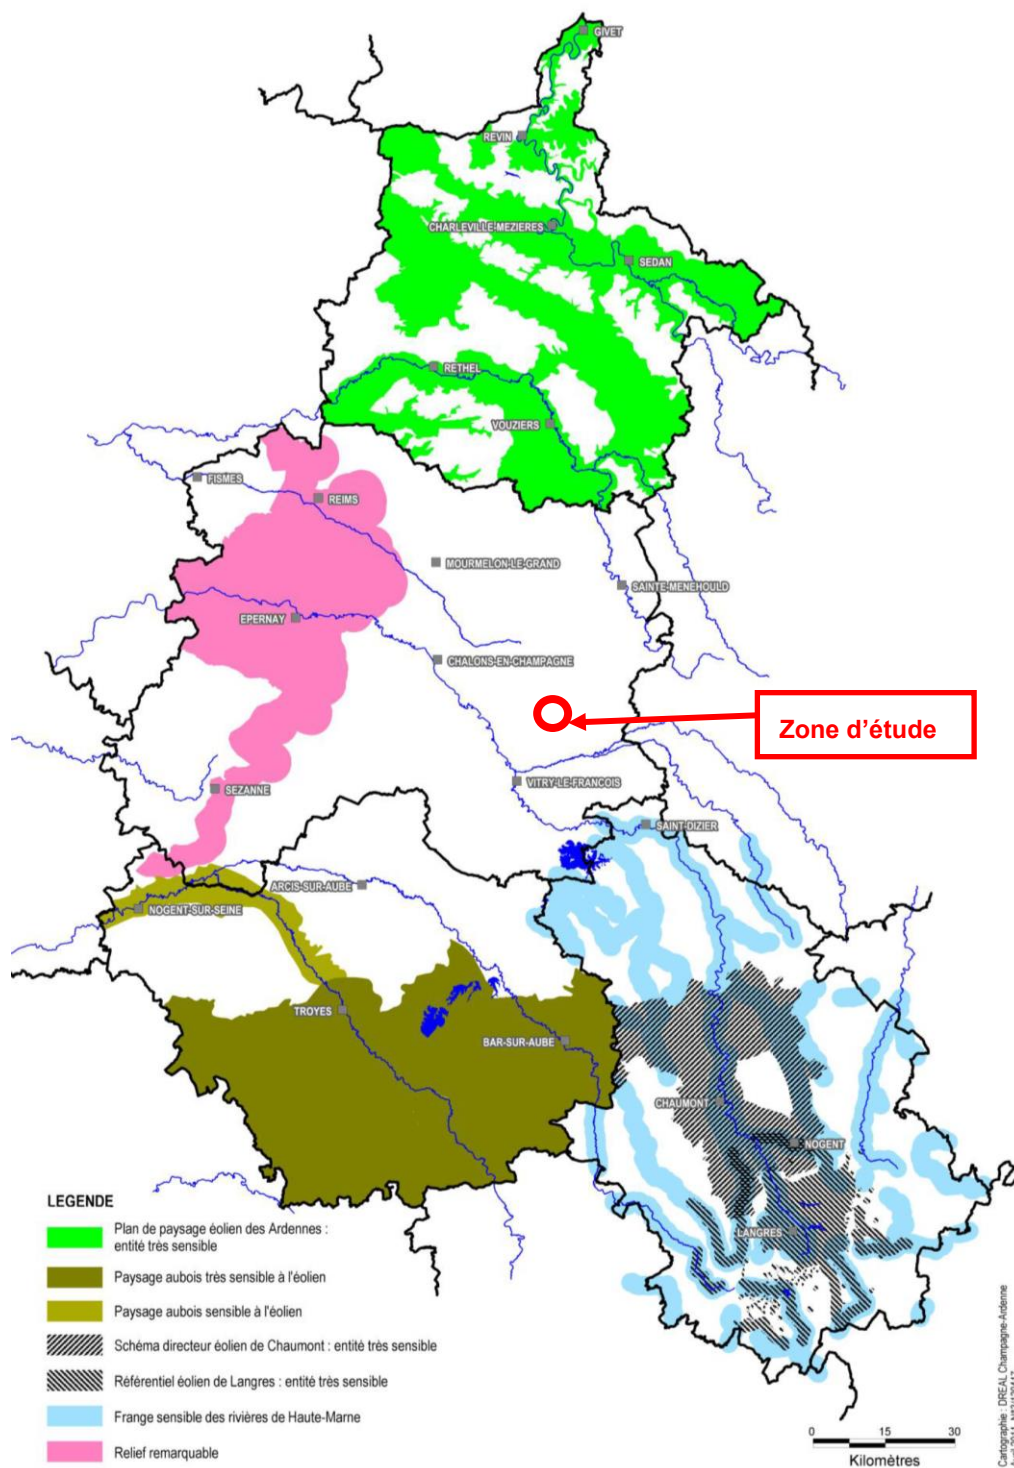 GIVET
REVIN
CHARLEVILLE-MEZIERES
SEDAN
RETHEL
VOUZIERS
FISMES
REIMS
MOURMELON-LE-GRAND
SAINTE-MENEHOULD
EPERNAY
CHALONS-EN-CHAMPAGNE
Zone d'étude
VITRY-LE-FRANCOIS
SEZANNE
SAINT-DIZIER
ARCIS-SUR-AUBE
NOGENT-SUR-SEINE
TROYES
BAR-SUR-AUBE
CHAUMONT
NOGENT
LANGRES
LEGENDE
Plan de paysage éolien des Ardennes :
entité très sensible
Paysage aubois très sensible à l'éolien
Paysage aubois sensible à l'éolien
Schéma directeur éolien de Chaumont : entité très sensible
Référentiel éolien de Langres : entité très sensible
Frange sensible des rivières de Haute-Marne
Relief remarquable
0 15 30
Kilomètres
Cartographie : DREAL Champagne-Ardenne